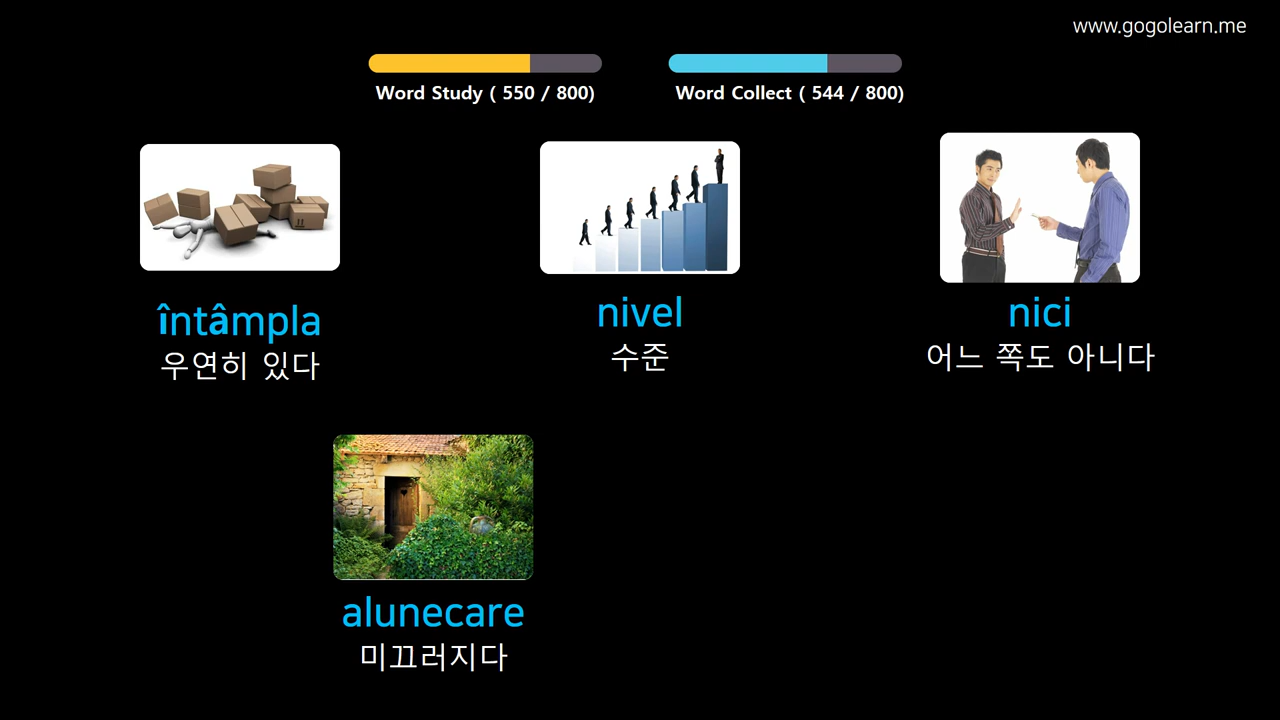 www.gogolearn.me
Word Study ( 550 / 800)
Word Collect ( 544 / 800)
întâmpla
우연히 있다
nivel
수준
nici
어느 쪽도 아니다
alunecare
미끄러지다